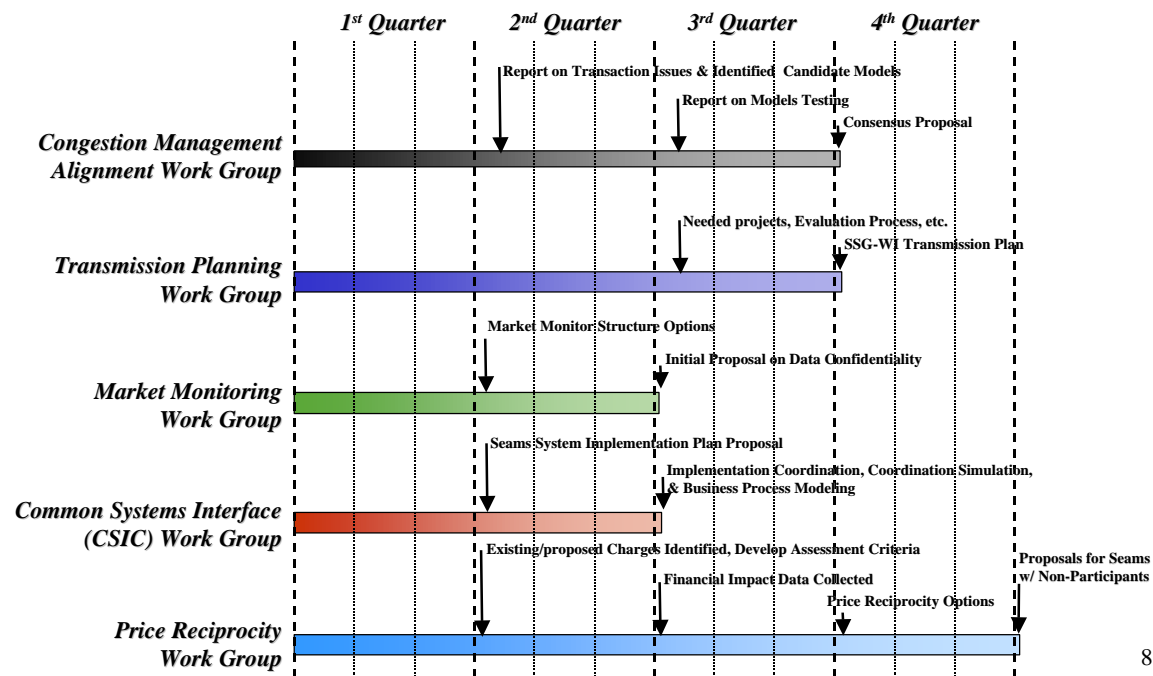 1st Quarter 2nd Quarter 3rd Quarter 4th Quarter
Report on Transaction Issues & Identified Candidate Models
Report on Models Testing
Consensus Proposal
Congestion Management
Alignment Work Group
Needed projects, Evaluation Process, etc.
SSG-WI Transmission Plan
Transmission Planning
Work Group
Market Monitor Structure Options
Initial Proposal on Data Confidentiality
Market Monitoring
Work Group
Seams System Implementation Plan Proposal
Implementation Coordination, Coordination Simulation,
& Business Process Modeling
Common Systems Interface
(CSIC) Work Group
Existing/proposed Charges Identified, Develop Assessment Criteria
Financial Impact Data Collected
Price Reciprocity Options
Proposals for Seams
w/ Non-Participants
Price Reciprocity
Work Group
8